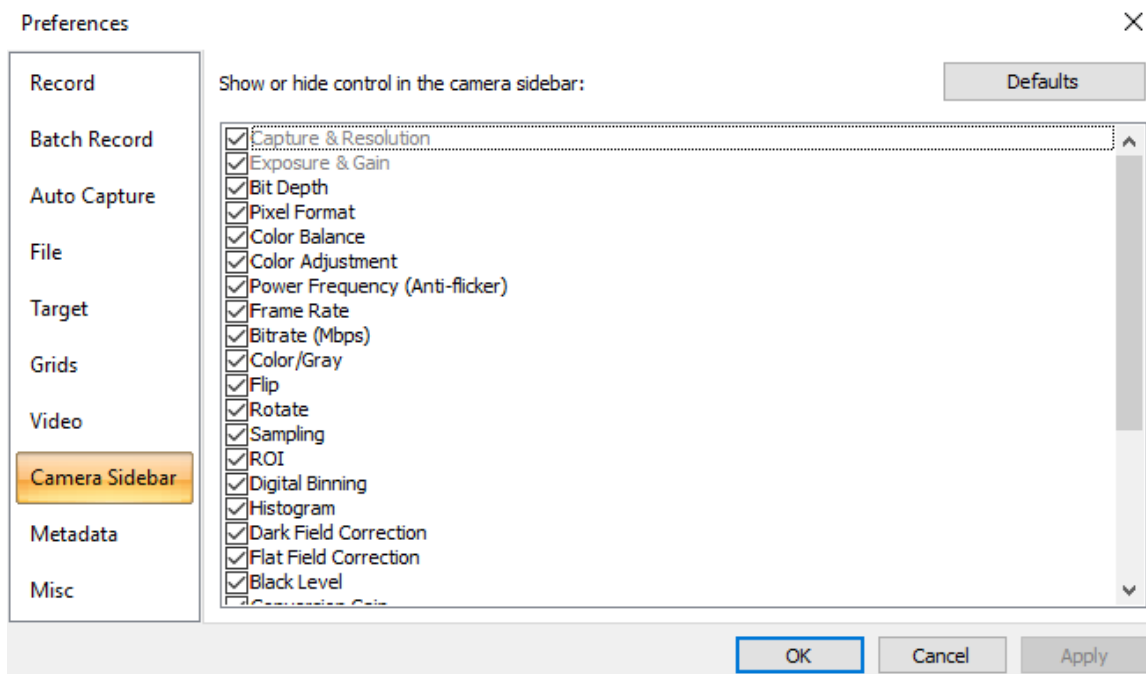 Preferences
Record
Batch Record
Auto Capture
File
Target
Grids
Video
Camera Sidebar
Metadata
Misc
Show or hide control in the camera sidebar:
Defaults
Capture & Resolution
Exposure & Gain
Bit Depth
Pixel Format
Color Balance
Color Adjustment
Power Frequency (Anti-flicker)
Frame Rate
Bitrate (Mbps)
Color/Gray
Flip
Rotate
Sampling
ROI
Digital Binning
Histogram
Dark Field Correction
Flat Field Correction
Black Level
Conversion Gain
OK
Cancel
Apply